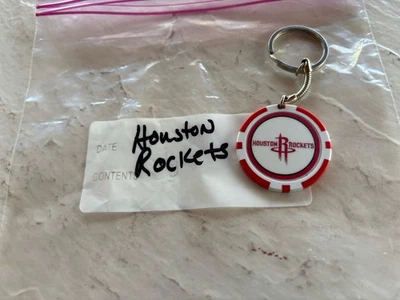 DATE
Houston
Rockets
CONTENTS
HOUSTON R ROCKETS